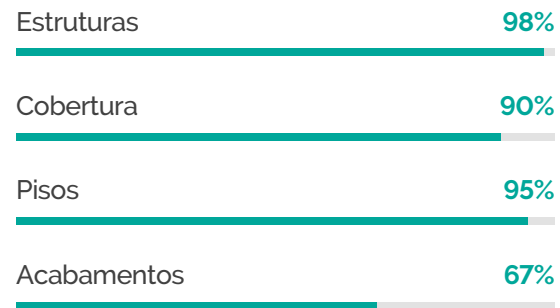 Estruturas 98%
Cobertura 90%
Pisos 95%
Acabamentos 67%